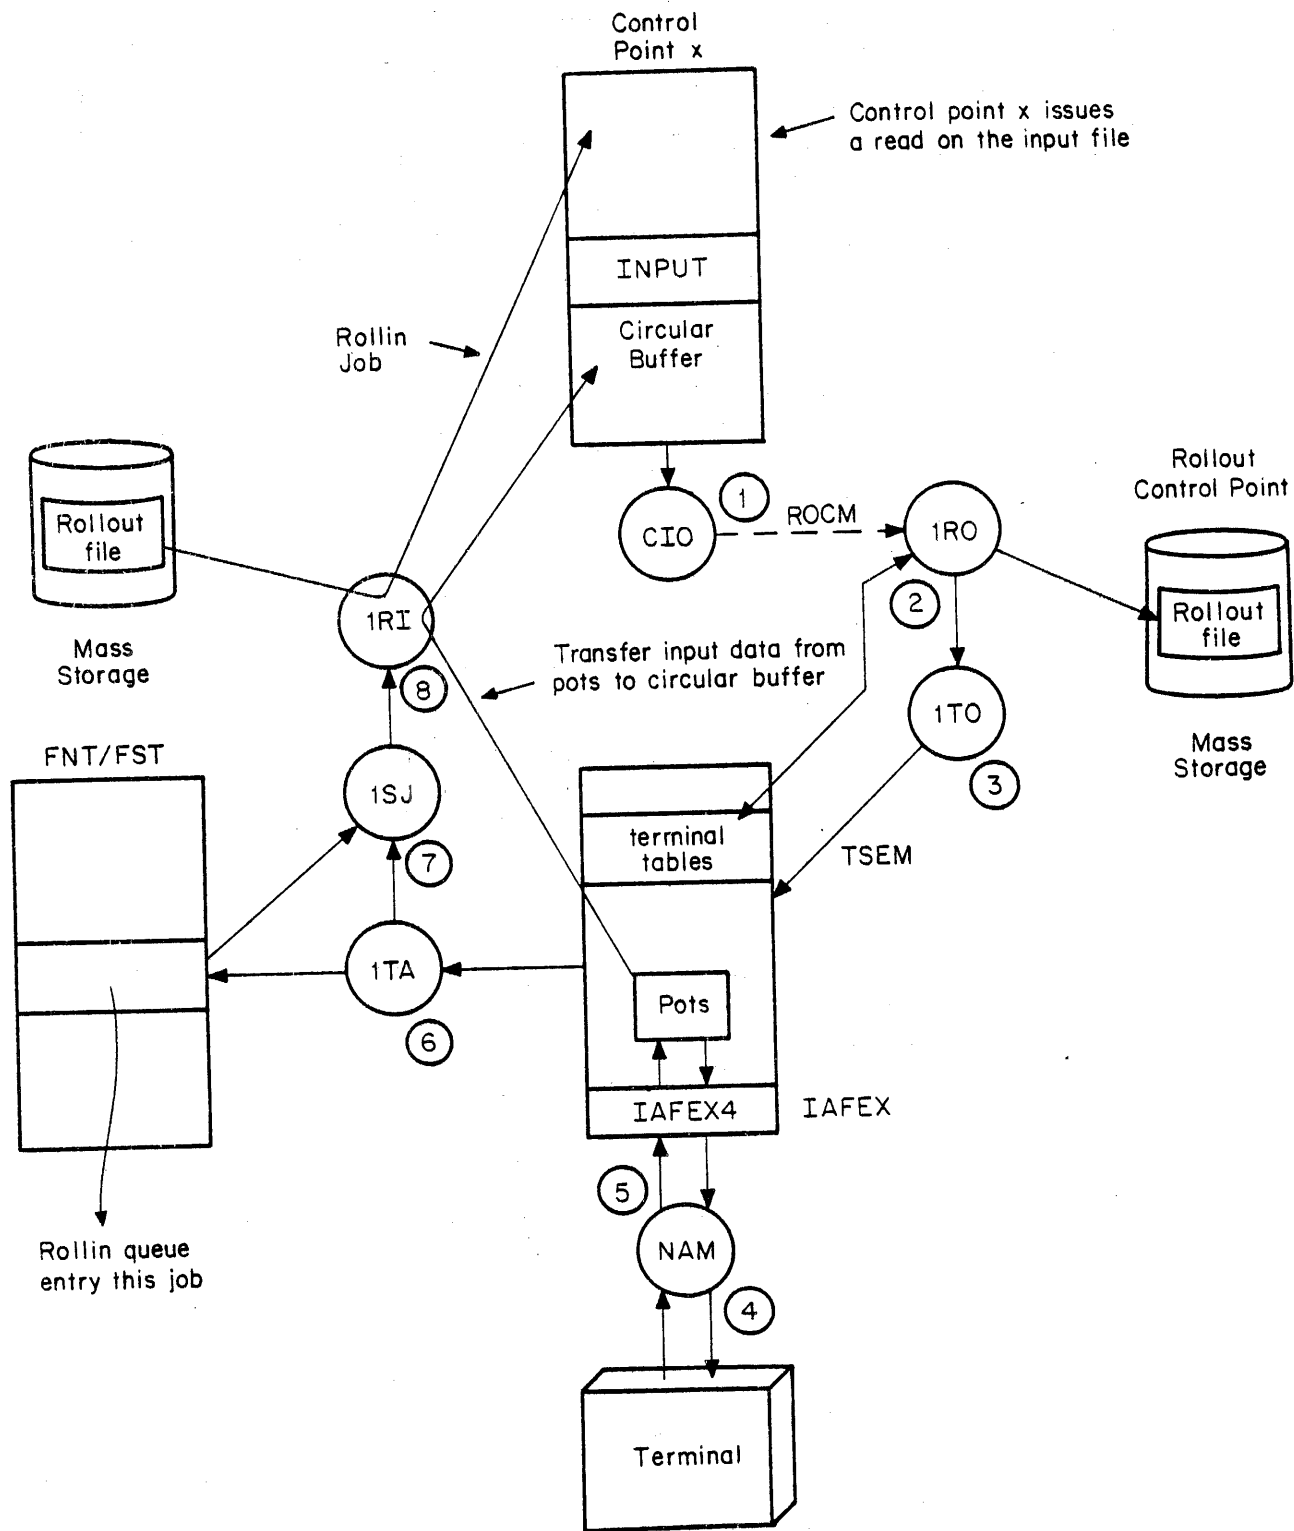 Control
Point x
Control point x issues
a read on the input file
INPUT
Circular
Buffer
Rollin
Job
Rollout
file
Mass
Storage
CIO
1
ROCM
1RO
2
Rollout
Control Point
Rollout
file
Mass
Storage
1RI
8
Transfer input data from
pots to circular buffer
1TO
3
FNT/FST
1SJ
7
terminal
tables
TSEM
1TA
6
Pots
IAFEX4
IAFEX
5
NAM
4
Rollin queue
entry this job
Terminal